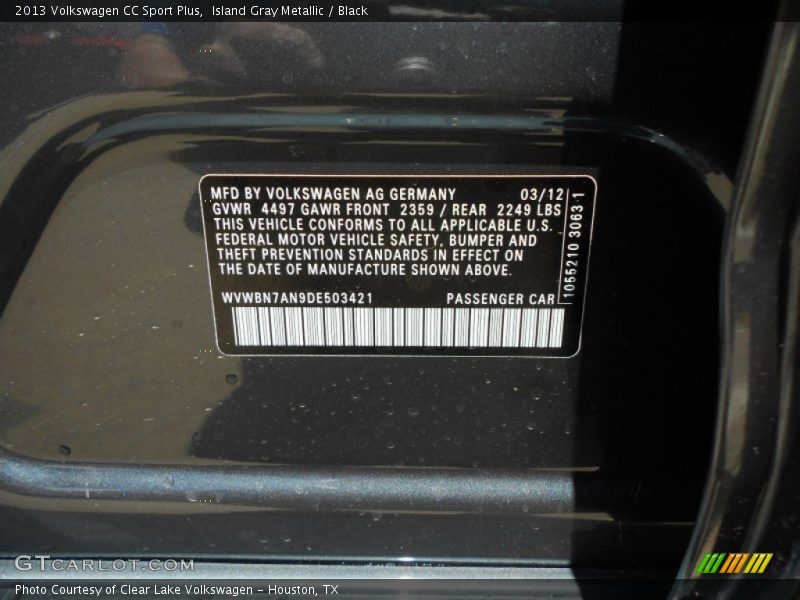 2013 Volkswagen CC Sport Plus,  Island Gray Metallic / Black
MFD BY VOLKSWAGEN AG GERMANY 03/12
GVWR 4497 GAWR FRONT 2359 / REAR 2249 LBS
THIS VEHICLE CONFORMS TO ALL APPLICABLE U.S.
FEDERAL MOTOR VEHICLE SAFETY, BUMPER AND
THEFT PREVENTION STANDARDS IN EFFECT ON
THE DATE OF MANUFACTURE SHOWN ABOVE.
WVWBN7AN9DE503421 PASSENGER CAR
1055210 3063 1
GTCARLOT.COM
Photo Courtesy of Clear Lake Volkswagen - Houston, TX